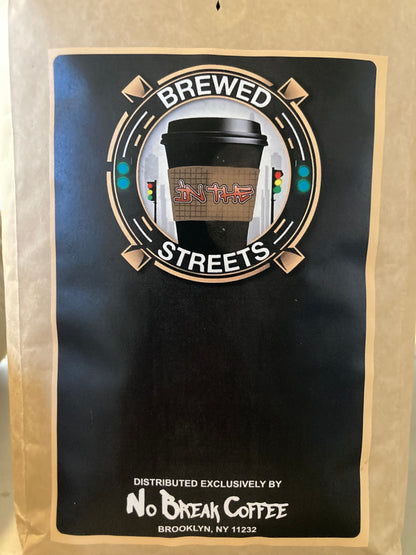 BREWED
IN THE
STREETS
DISTRIBUTED EXCLUSIVELY BY
No Break Coffee
BROOKLYN, NY 11232